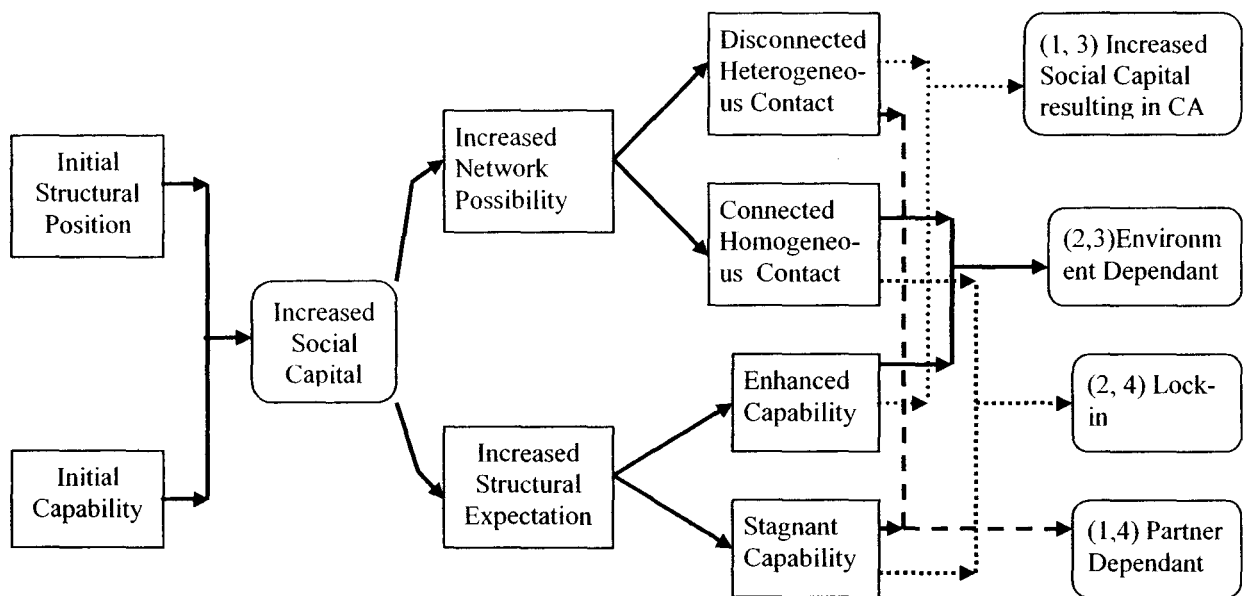 Initial
Structural
Position
Initial
Capability
Increased
Social
Capital
Increased
Network
Possibility
Increased
Structural
Expectation
Disconnected
Heterogeneo-
us Contact
Connected
Homogeneo-
us Contact
Enhanced
Capability
Stagnant
Capability
(1, 3) Increased
Social Capital
resulting in CA
(2,3)Environm
ent Dependant
(2, 4) Lock-
in
(1,4) Partner
Dependant